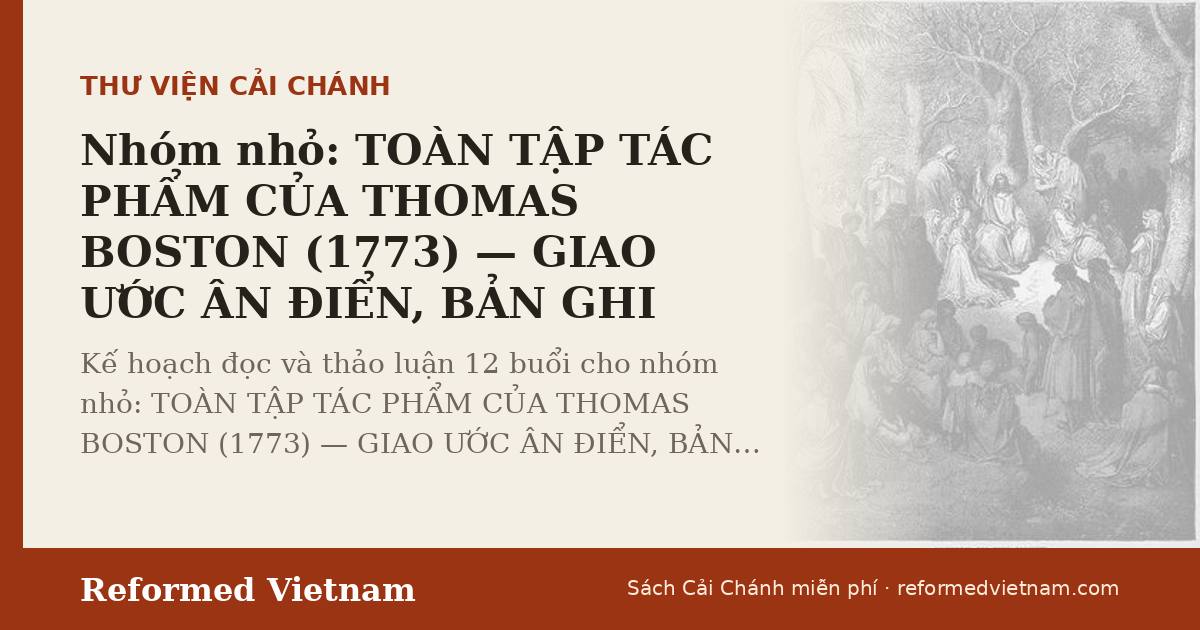 THƯ VIỆN CẢI CHÁNH
Nhóm nhỏ: TOÀN TẬP TÁC
PHẨM CỦA THOMAS
BOSTON (1773) — GIAO
ƯỚC ÂN ĐIỂN, BẢN GHI
Kế hoạch đọc và thảo luận 12 buổi cho nhóm
nhỏ: TOÀN TẬP TÁC PHẨM CỦA THOMAS
BOSTON (1773) — GIAO ƯỚC ÂN ĐIỂN, BẢN...
Reformed Vietnam
Sách Cải Chánh miễn phí · reformedvietnam.com